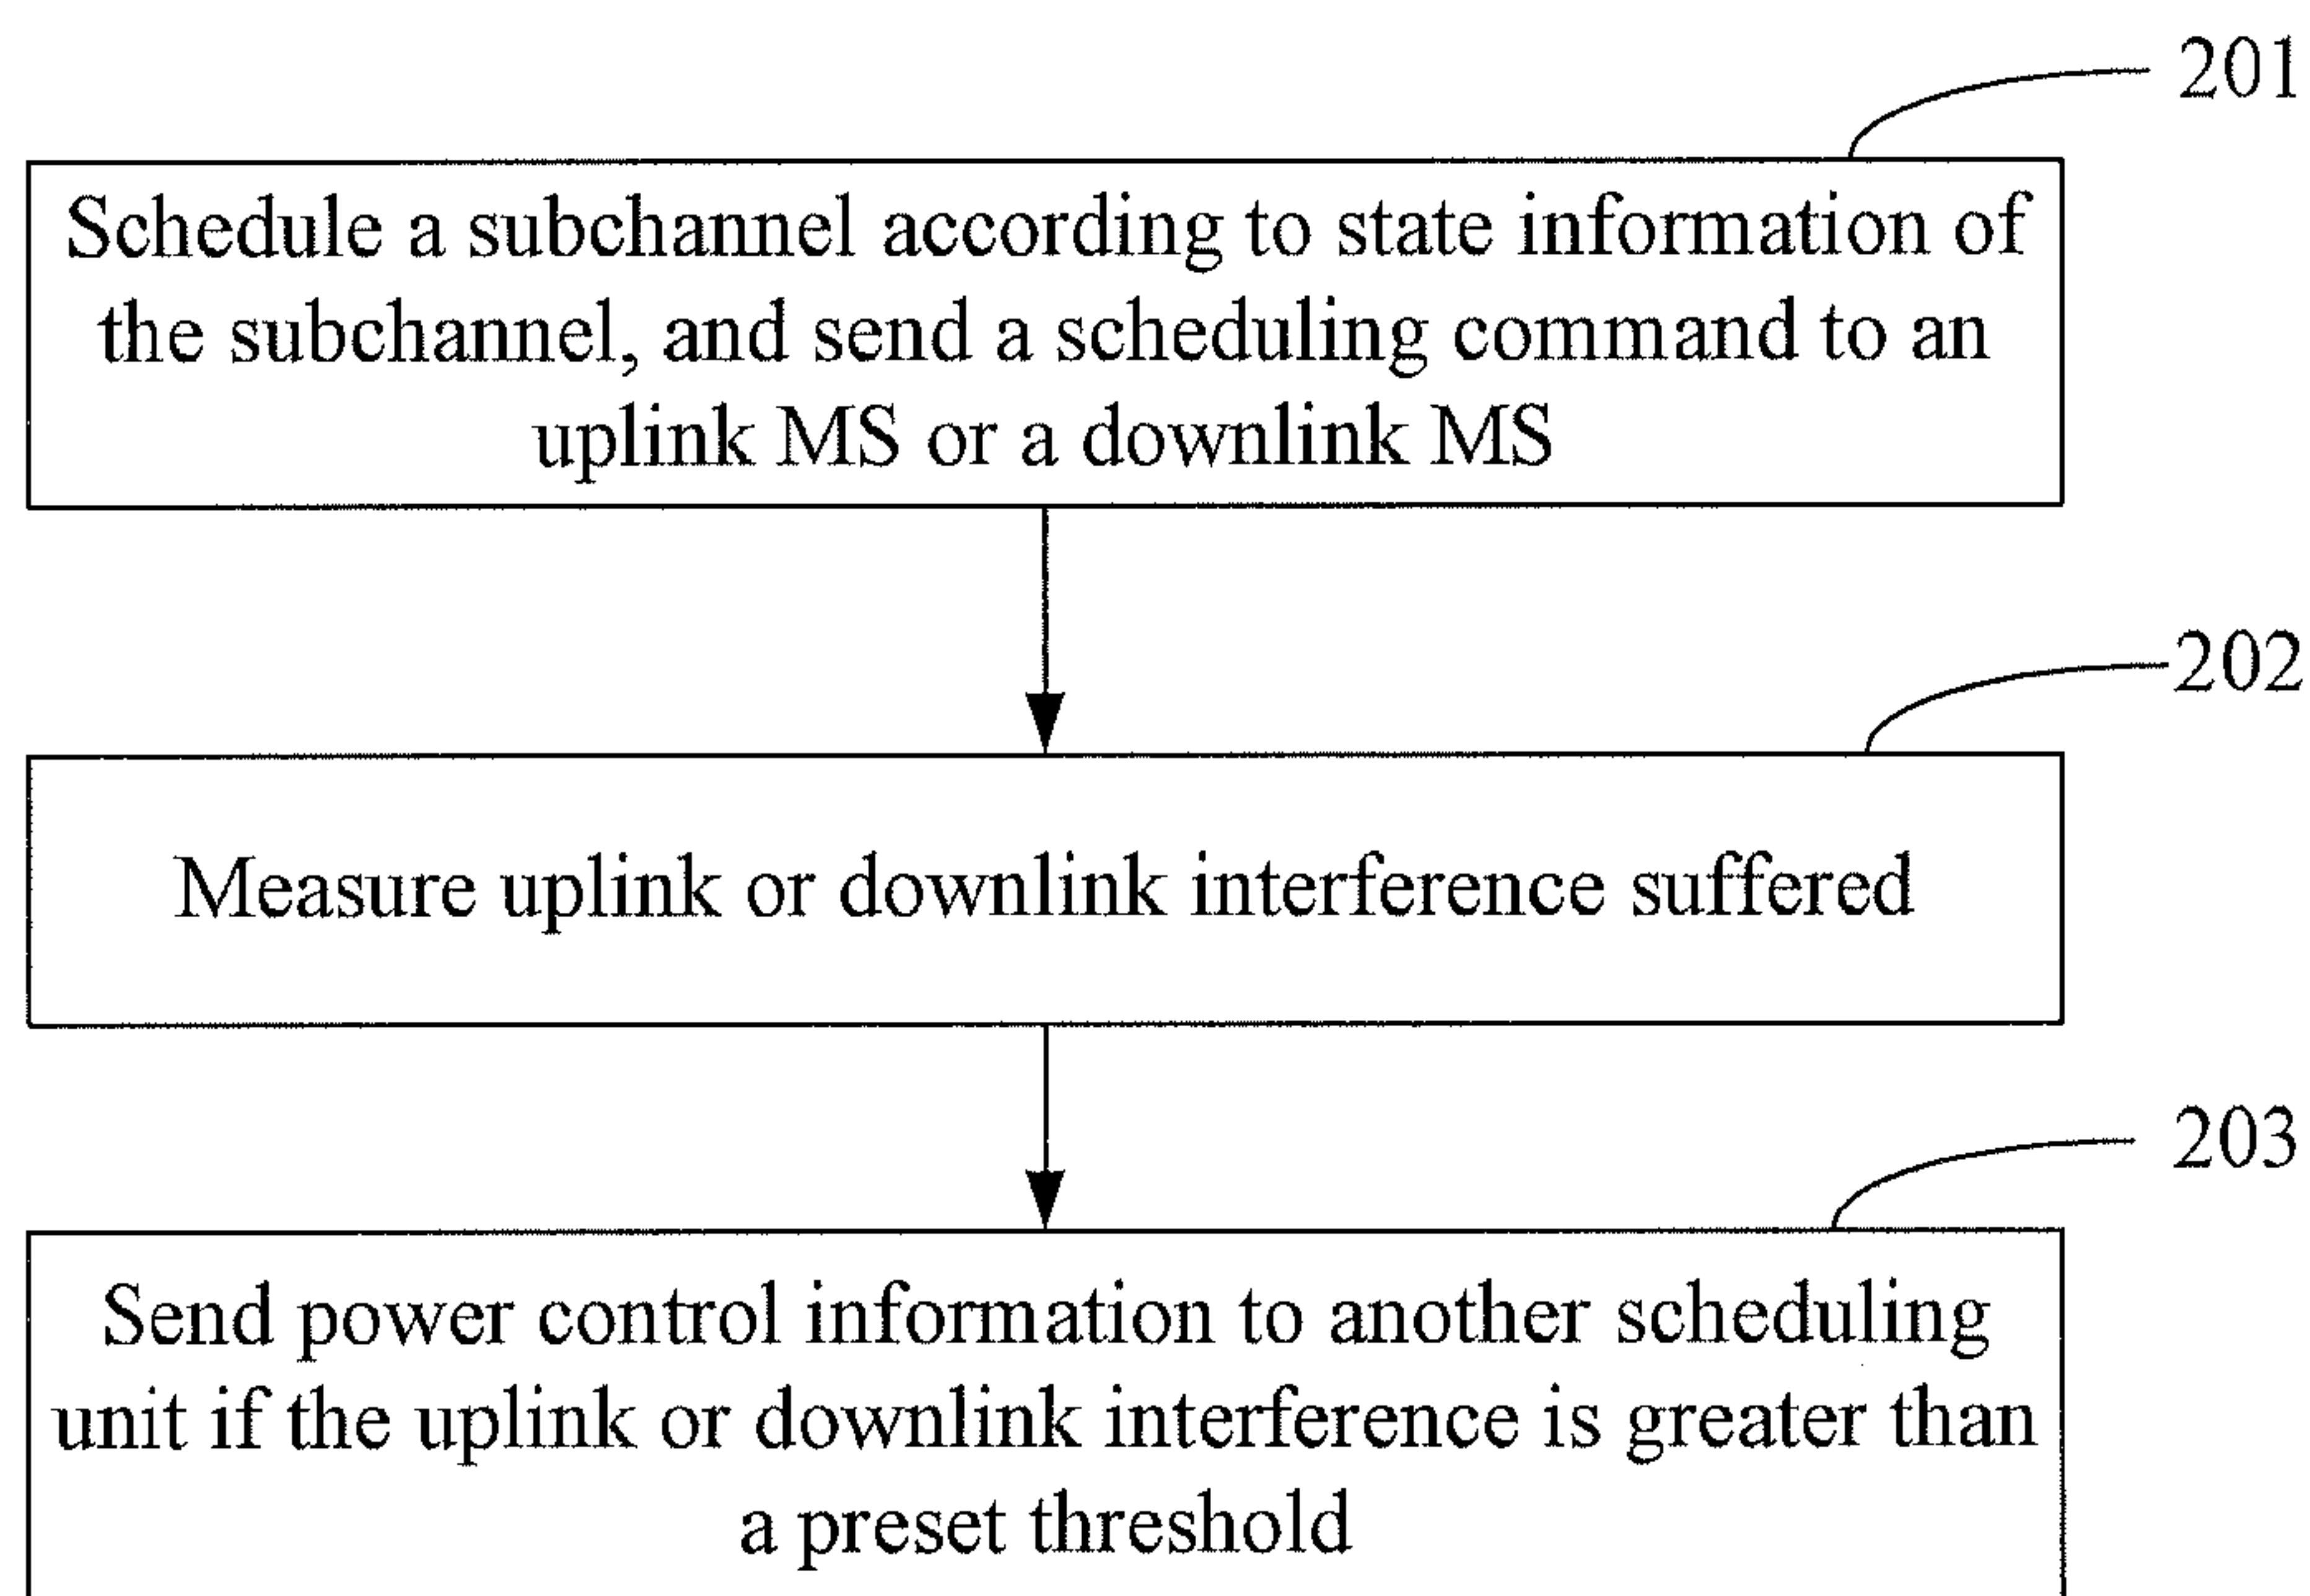 201
Schedule a subchannel according to state information of
the subchannel, and send a scheduling command to an
uplink MS or a downlink MS
202
Measure uplink or downlink interference suffered
203
Send power control information to another scheduling
unit if the uplink or downlink interference is greater than
a preset threshold